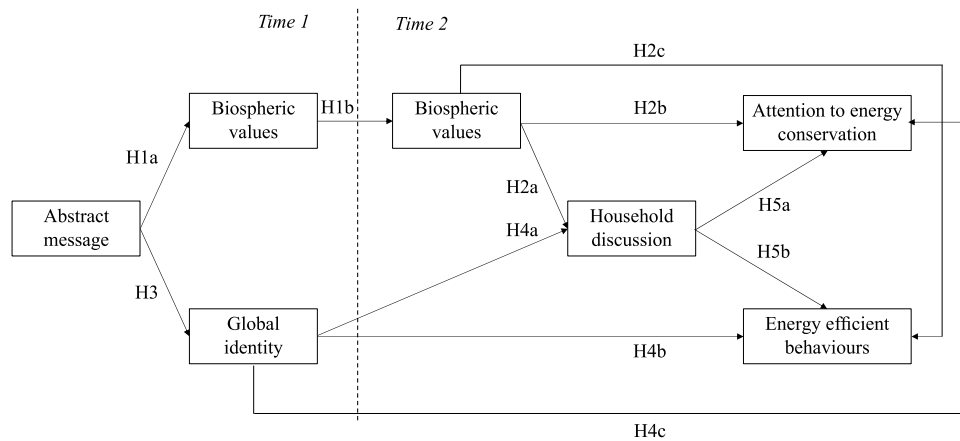 Time 1
Time 2
H2c
Biospheric
values
H1b
Biospheric
values
H2b
Attention to energy
conservation
H1a
H2a
Abstract
message
H4a
Household
discussion
H5a
H5b
H3
Global
identity
H4b
Energy efficient
behaviours
H4c